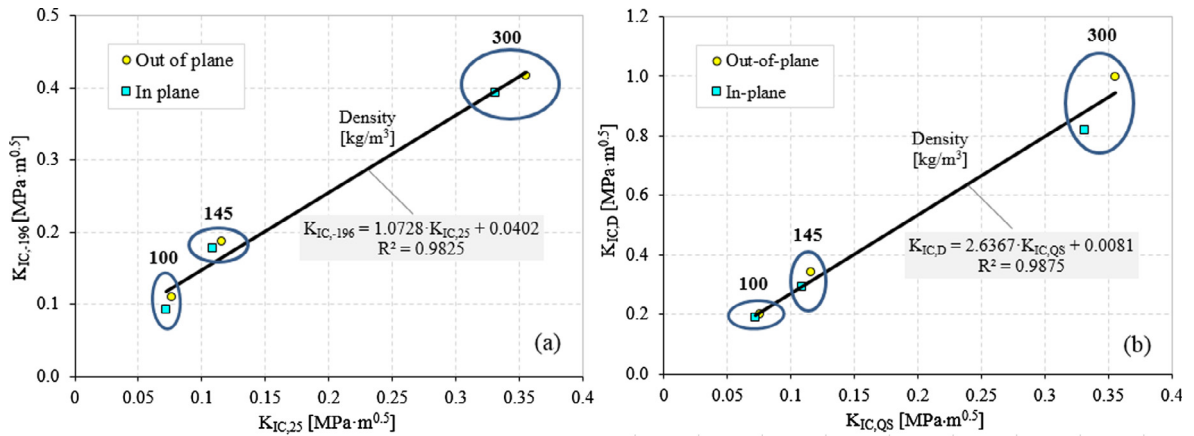 0.5
0.4
0.3
0.2
0.1
0.0
K_IC,-196 [MPa·m^0.5]
Out of plane
In plane
300
Density
[kg/m³]
145
100
K_IC,-196 = 1.0728·K_IC,25 + 0.0402
R² = 0.9825
(a)
0 0.05 0.1 0.15 0.2 0.25 0.3 0.35 0.4
K_IC,25 [MPa·m^0.5]
1.2
1.0
0.8
0.6
0.4
0.2
0.0
K_IC,D [MPa·m^0.5]
Out-of-plane
In-plane
300
Density
[kg/m³]
145
100
K_IC,D = 2.6367·K_IC,QS + 0.0081
R² = 0.9875
(b)
0 0.05 0.1 0.15 0.2 0.25 0.3 0.35 0.4
K_IC,QS [MPa·m^0.5]